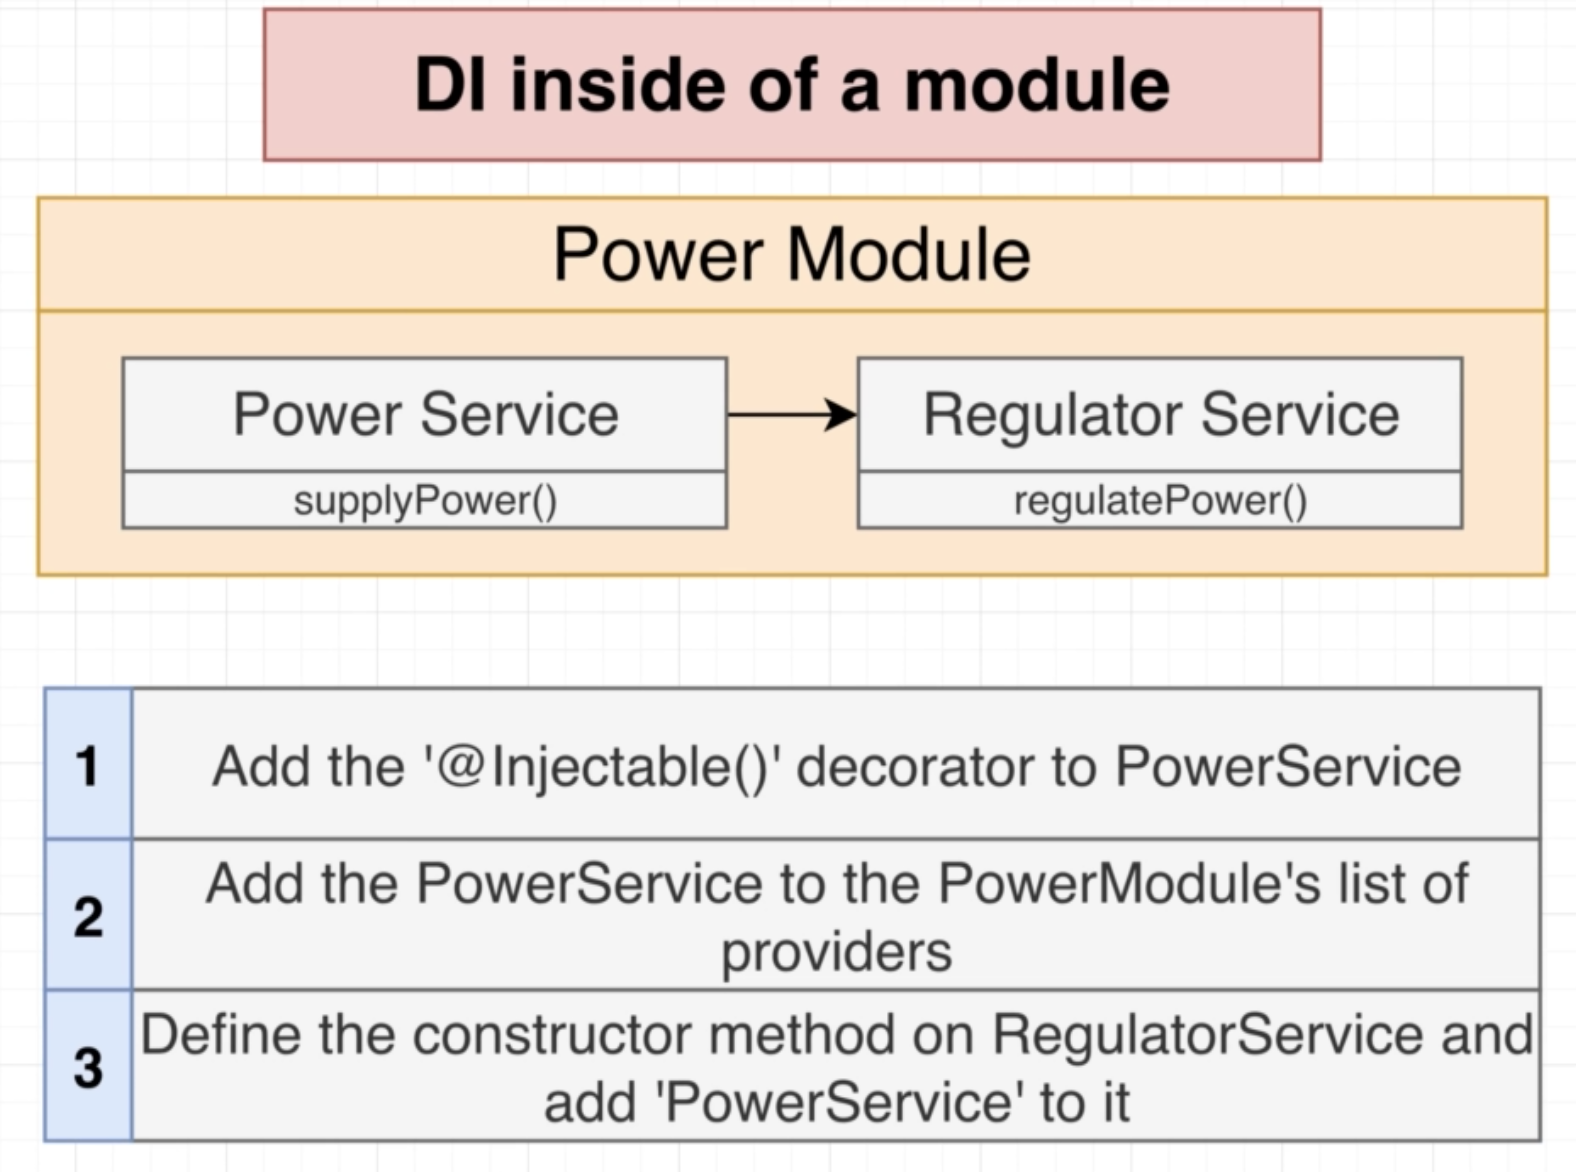 DI inside of a module
Power Module
Power Service
supplyPower()
Regulator Service
regulatePower()
1
Add the '@Injectable()' decorator to PowerService
2
Add the PowerService to the PowerModule's list of
providers
3
Define the constructor method on RegulatorService and
add 'PowerService' to it